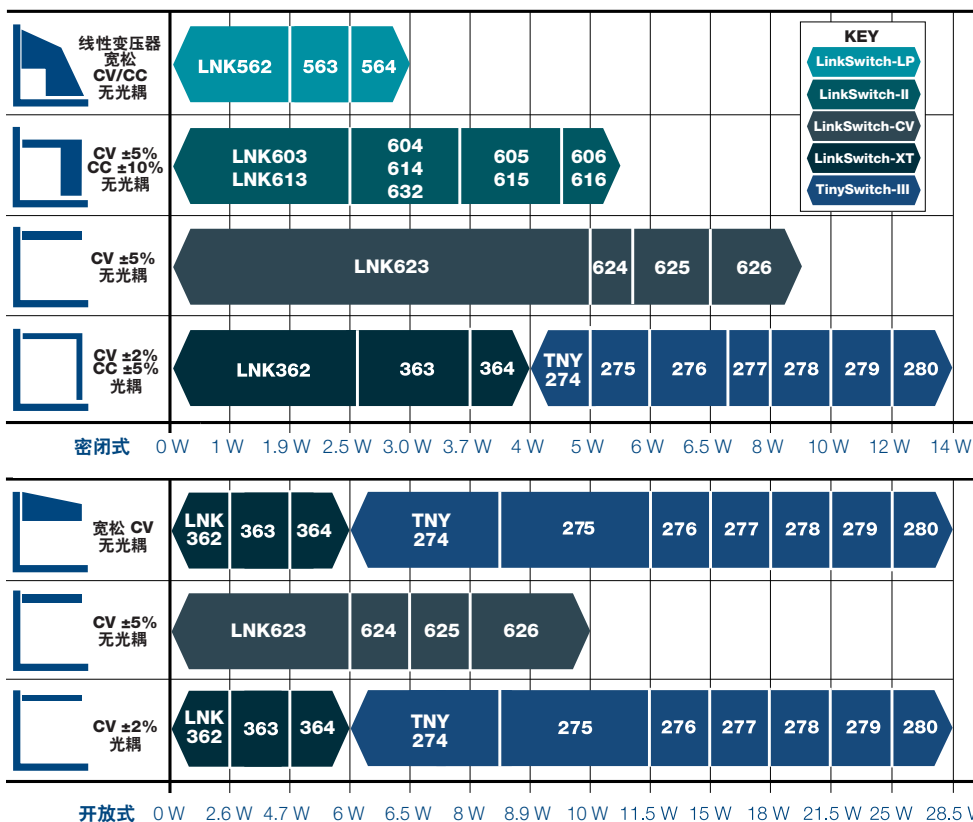 线性变压器
宽松
CV/CC
无光耦
LNK562
563
564
KEY
LinkSwitch-LP
LinkSwitch-II
LinkSwitch-CV
LinkSwitch-XT
TinySwitch-III
CV ±5%
CC ±10%
无光耦
LNK603
LNK613
604
614
632
605
615
606
616
CV ±5%
无光耦
LNK623
624
625
626
CV ±2%
CC ±5%
光耦
LNK362
363
364
TNY
274
275
276
277
278
279
280
密闭式 0 W 1 W 1.9 W 2.5 W 3.0 W 3.7 W 4 W 5 W 6 W 6.5 W 8 W 10 W 12 W 14 W
宽松 CV
无光耦
LNK
362
363
364
TNY
274
275
276
277
278
279
280
CV ±5%
无光耦
LNK623
624
625
626
CV ±2%
光耦
LNK
362
363
364
TNY
274
275
276
277
278
279
280
开放式 0 W 2.6 W 4.7 W 6 W 6.5 W 8 W 8.9 W 10 W 11.5 W 15 W 18 W 21.5 W 25 W 28.5 W